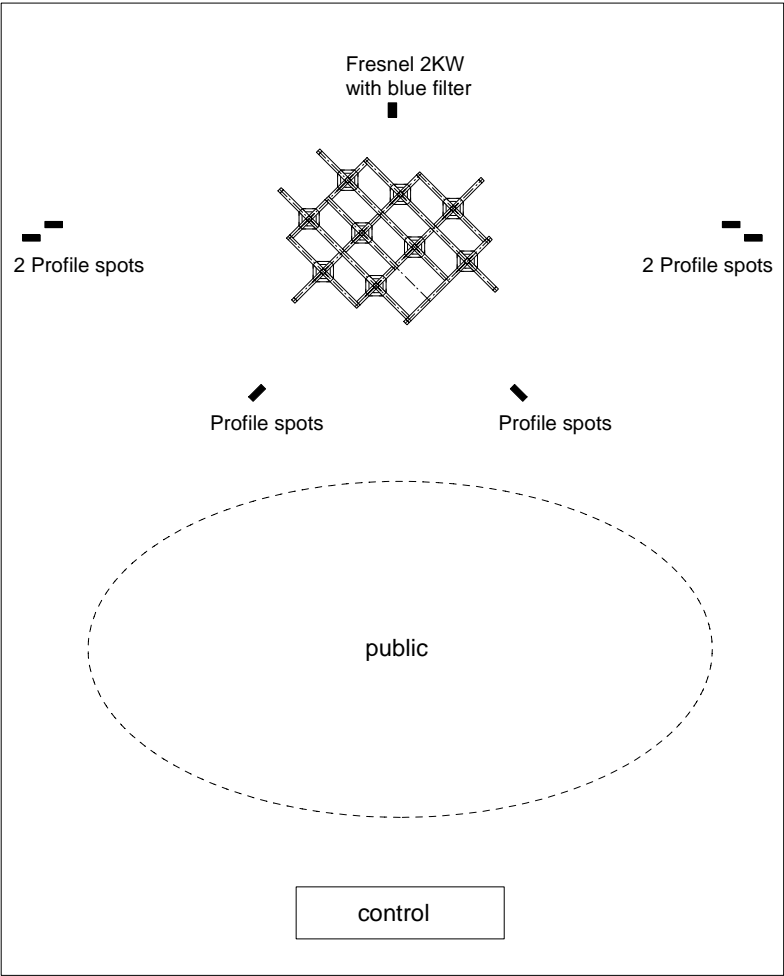 Fresnel 2KW
with blue filter
2 Profile spots
2 Profile spots
Profile spots
Profile spots
public
control